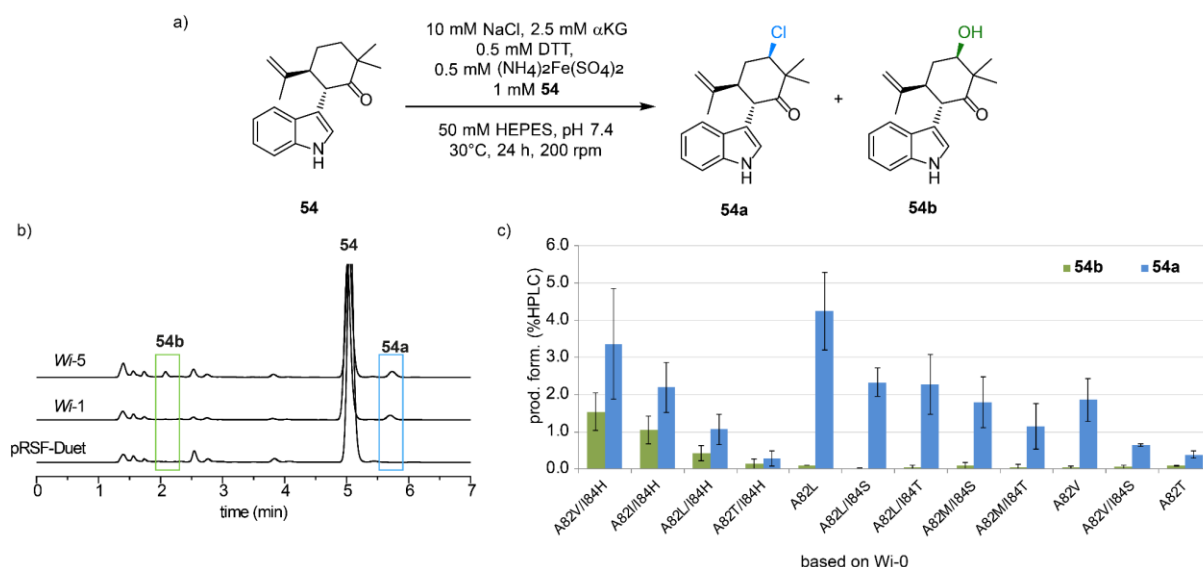 a)
10 mM NaCl, 2.5 mM αKG
0.5 mM DTT,
0.5 mM (NH4)2Fe(SO4)2
1 mM 54
50 mM HEPES, pH 7.4
30°C, 24 h, 200 rpm
O
N
H
54
Cl
O
N
H
54a
+
OH
O
N
H
54b
b)
54
54b
54a
Wi-5
Wi-1
pRSF-Duet
0 1 2 3 4 5 6 7
time (min)
c)
54b 54a
prod. form. (%HPLC)
6.0
5.0
4.0
3.0
2.0
1.0
0.0
A82V/I84H
A82I/I84H
A82L/I84H
A82T/I84H
A82L
A82L/I84S
A82L/I84T
A82M/I84S
A82M/I84T
A82V
A82V/I84S
A82T
based on Wi-0